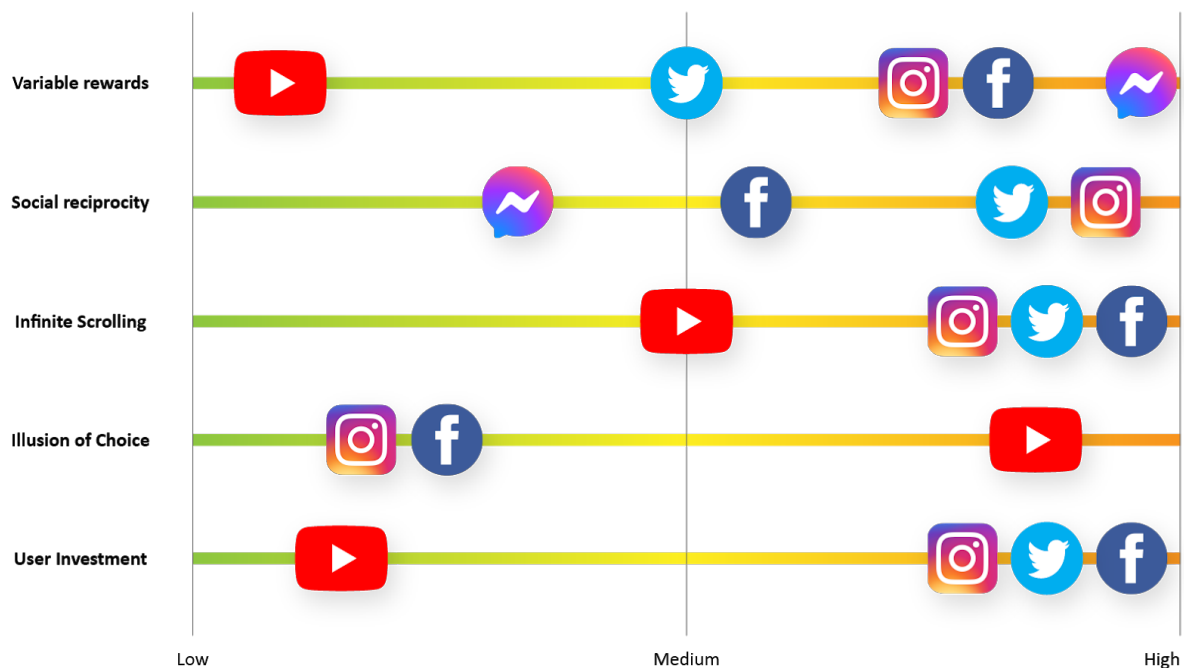 Variable rewards
Social reciprocity
Infinite Scrolling
Illusion of Choice
User Investment
Low
Medium
High